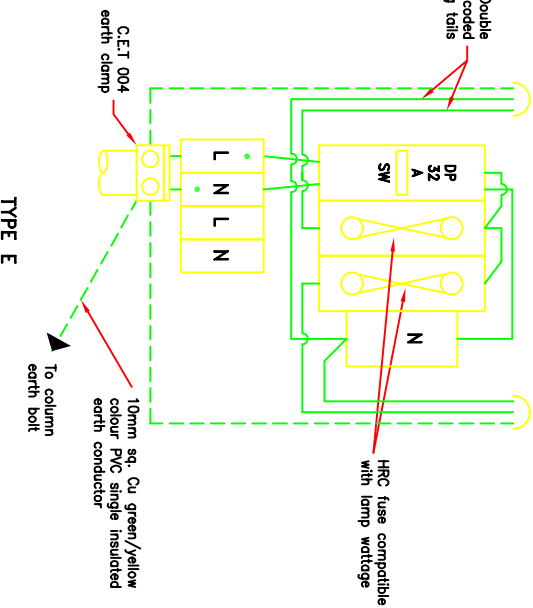 Double
coded
tails
C.E.T 004
earth clamp
DP
32
A
SW
L
N
L
N
N
HRC fuse compatible
with lamp wattage
10mm sq. Cu green/yellow
colour PVC single insulated
earth conductor
To column
earth bolt
TYPE E